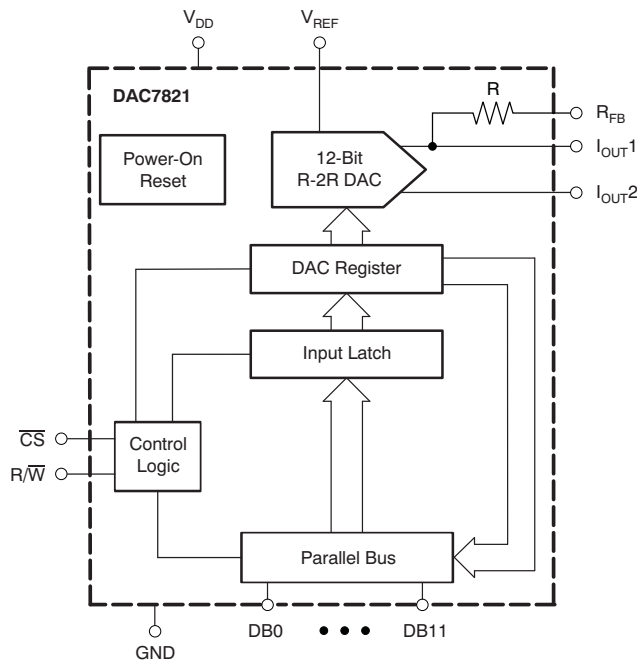 V_DD
V_REF
DAC7821
R
R_FB
Power-On
Reset
12-Bit
R-2R DAC
I_OUT1
I_OUT2
DAC Register
Input Latch
C̅S̅
R/W̅
Control
Logic
Parallel Bus
DB0 • • • DB11
GND